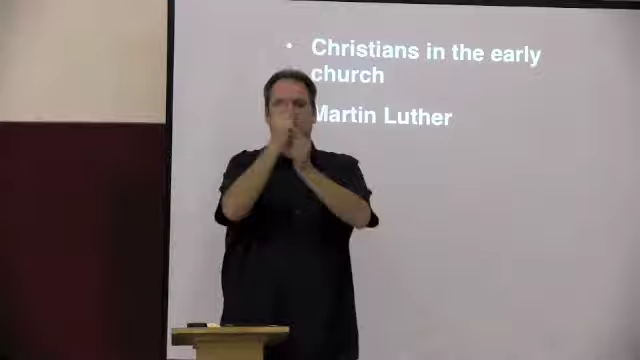 • Christians in the early
church
Martin Luther